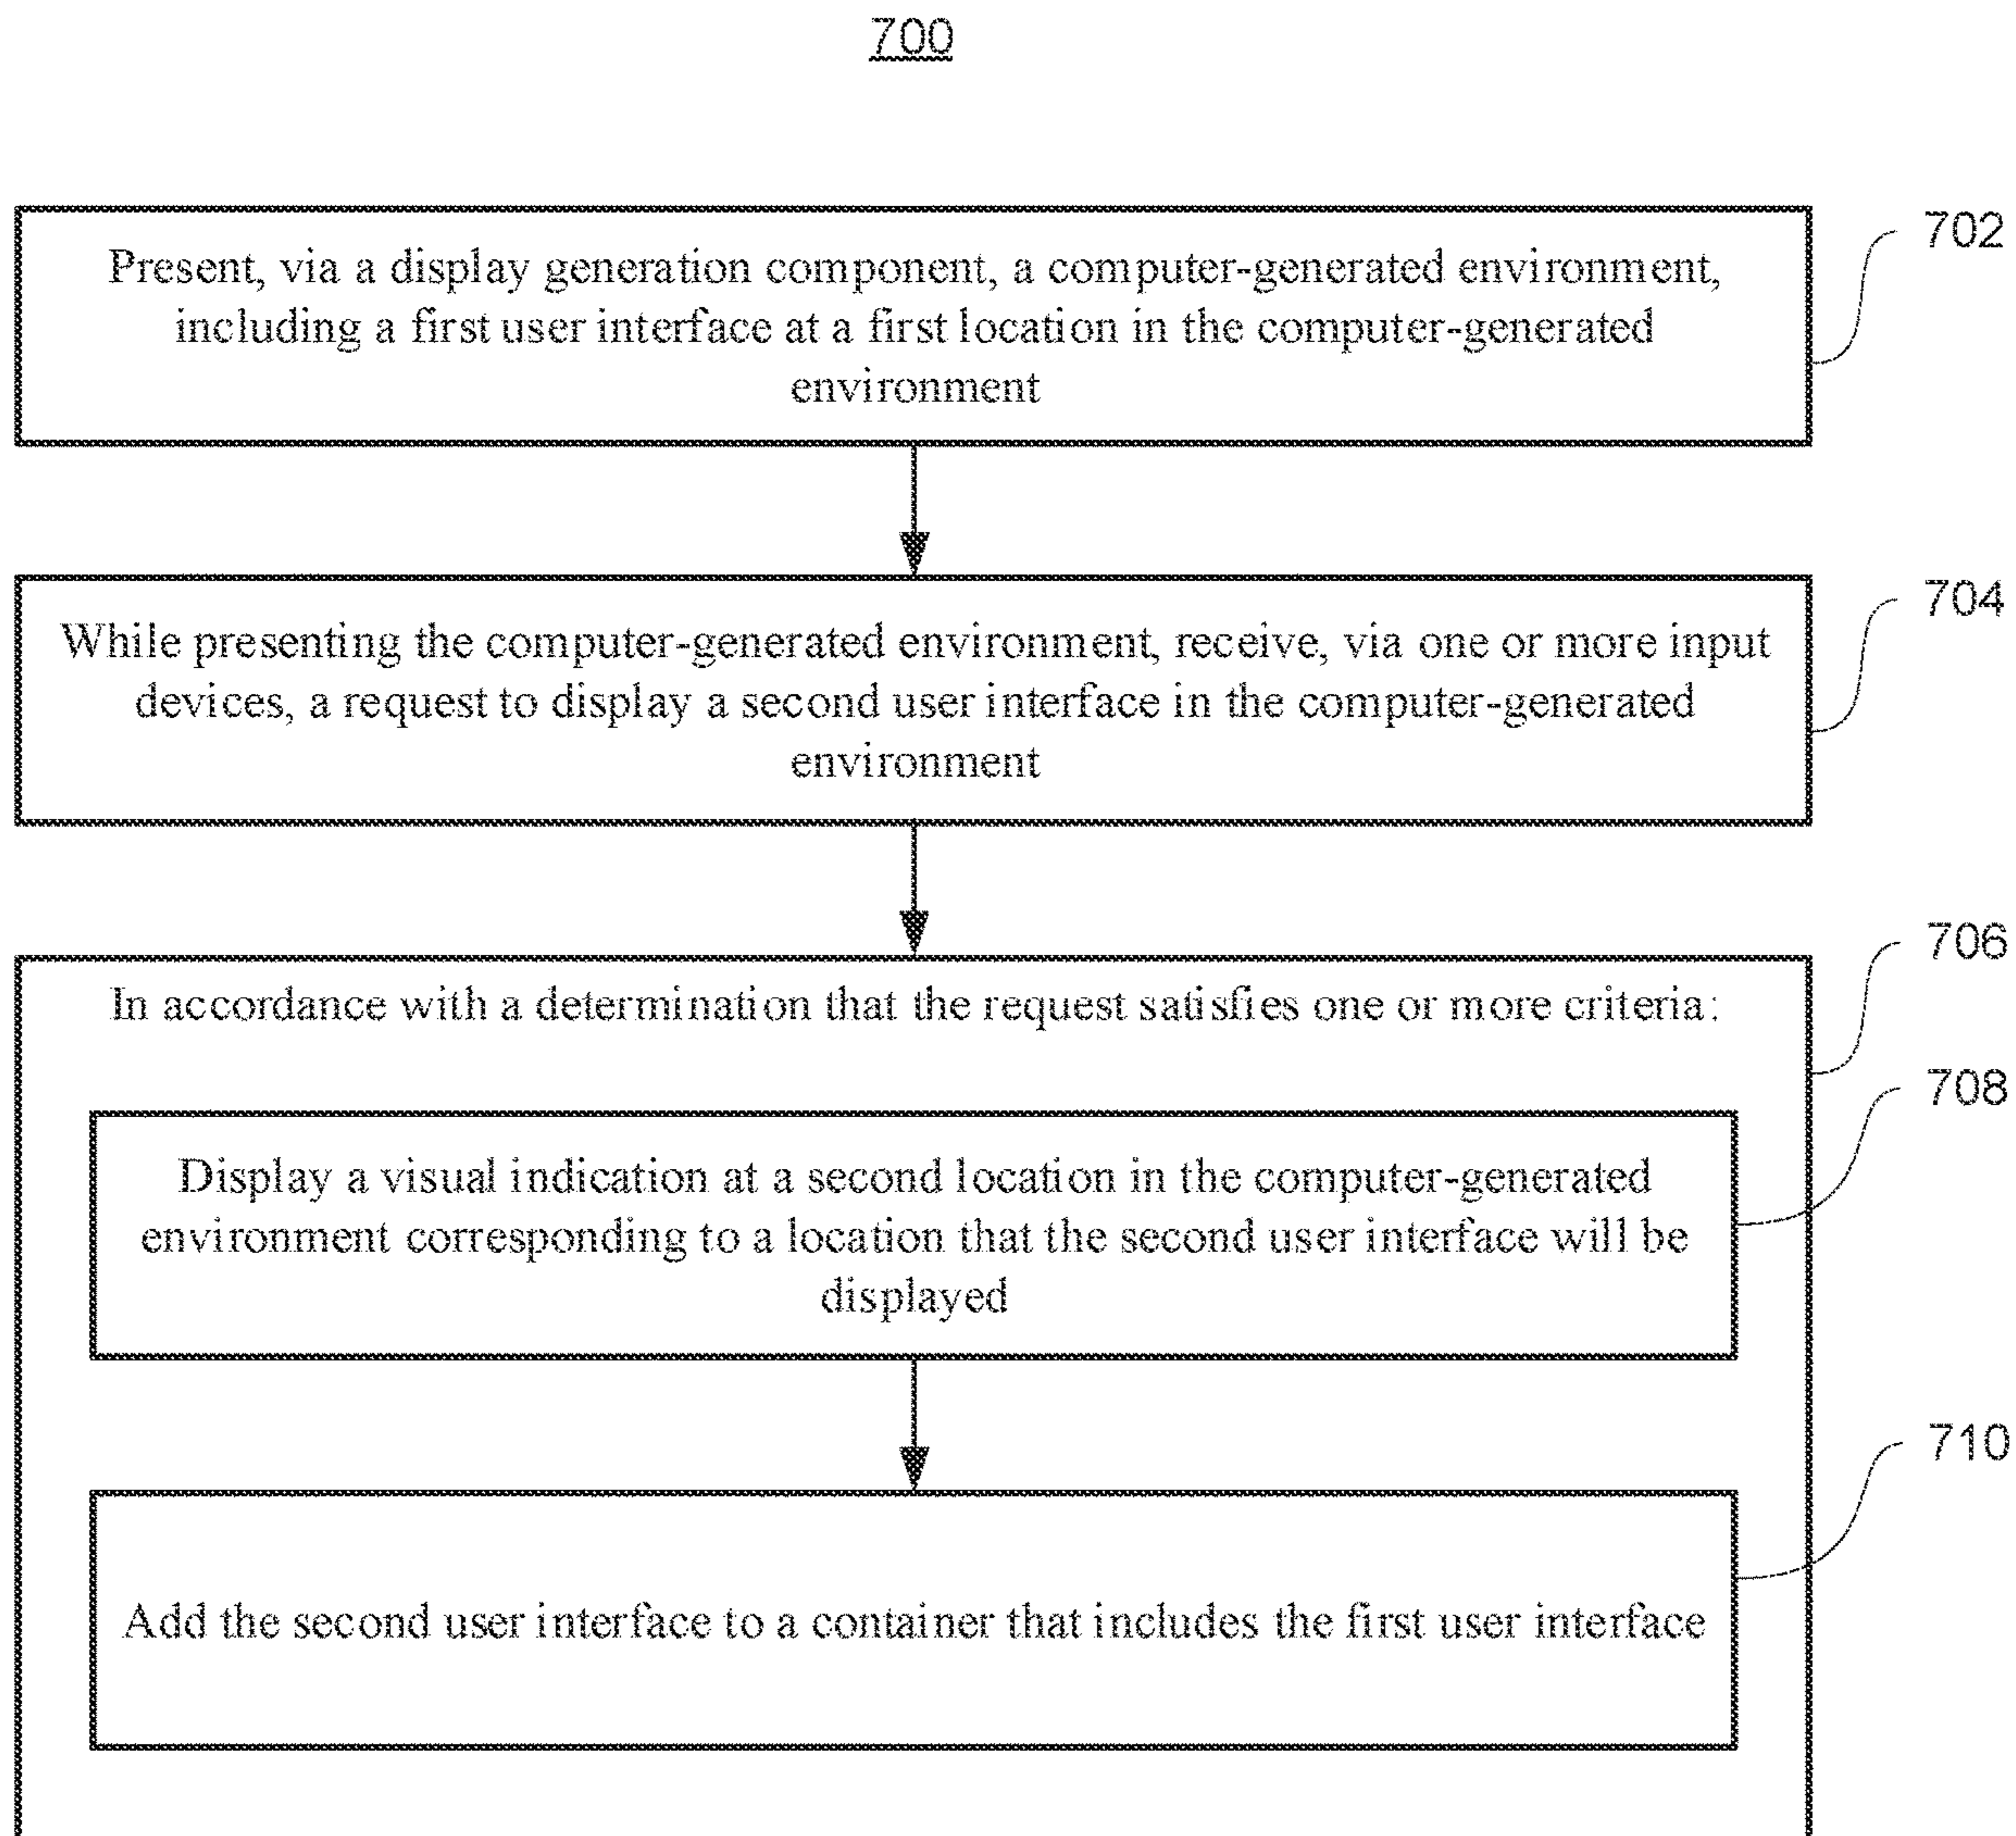 700
Present, via a display generation component, a computer-generated environment,
including a first user interface at a first location in the computer-generated
environment
702
While presenting the computer-generated environment, receive, via one or more input
devices, a request to display a second user interface in the computer-generated
environment
704
706
In accordance with a determination that the request satisfies one or more criteria:
708
Display a visual indication at a second location in the computer-generated
environment corresponding to a location that the second user interface will be
displayed
710
Add the second user interface to a container that includes the first user interface